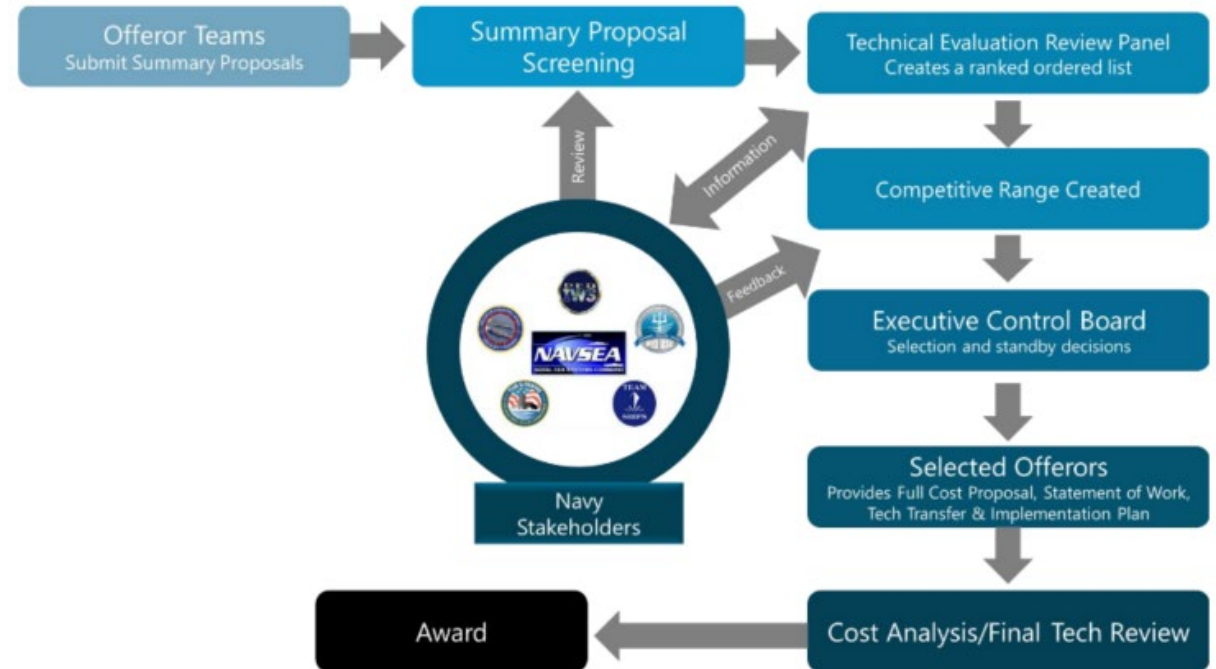 Offeror Teams
Submit Summary Proposals
Summary Proposal
Screening
Technical Evaluation Review Panel
Creates a ranked ordered list
Review
Information
Competitive Range Created
Feedback
Executive Control Board
Selection and standby decisions
NAVSEA
TEAM
SHIPS
Navy
Stakeholders
Selected Offerors
Provides Full Cost Proposal, Statement of Work,
Tech Transfer & Implementation Plan
Award
Cost Analysis/Final Tech Review